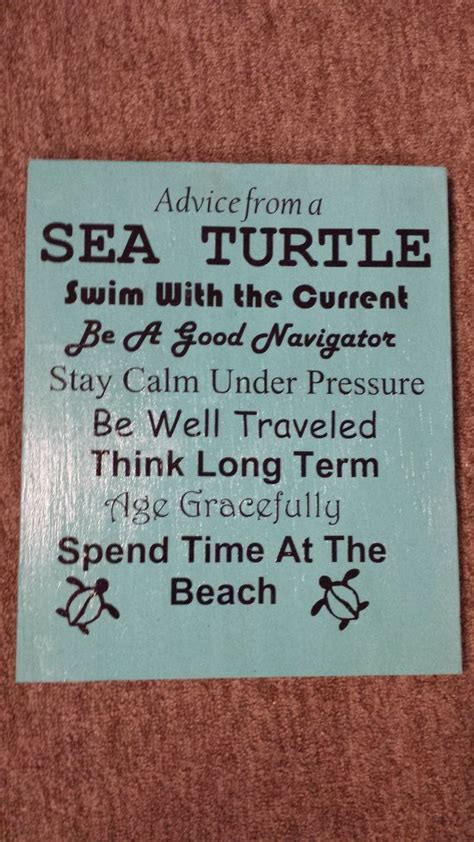 Advice from a
SEA TURTLE
Swim With the Current
Be A Good Navigator
Stay Calm Under Pressure
Be Well Traveled
Think Long Term
Age Gracefully
Spend Time At The
Beach